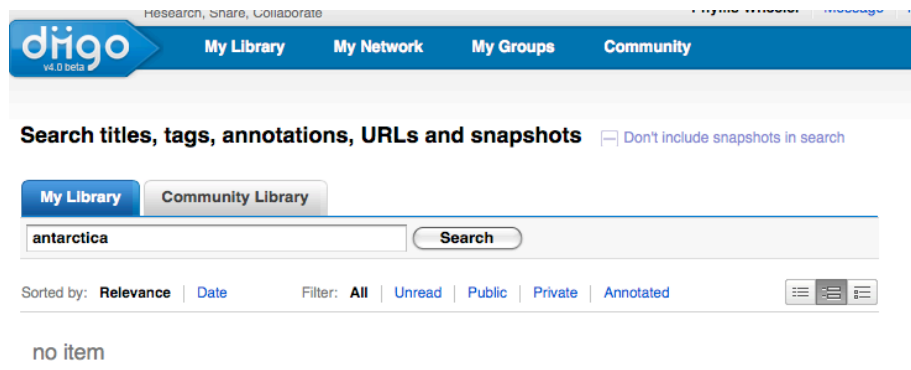 Research, Share, Collaborate
Phyllis Wheeler Message
diigo
v4.0 beta
My Library My Network My Groups Community
Search titles, tags, annotations, URLs and snapshots Don't include snapshots in search
My Library Community Library
antarctica Search
Sorted by: Relevance Date Filter: All Unread Public Private Annotated
no item